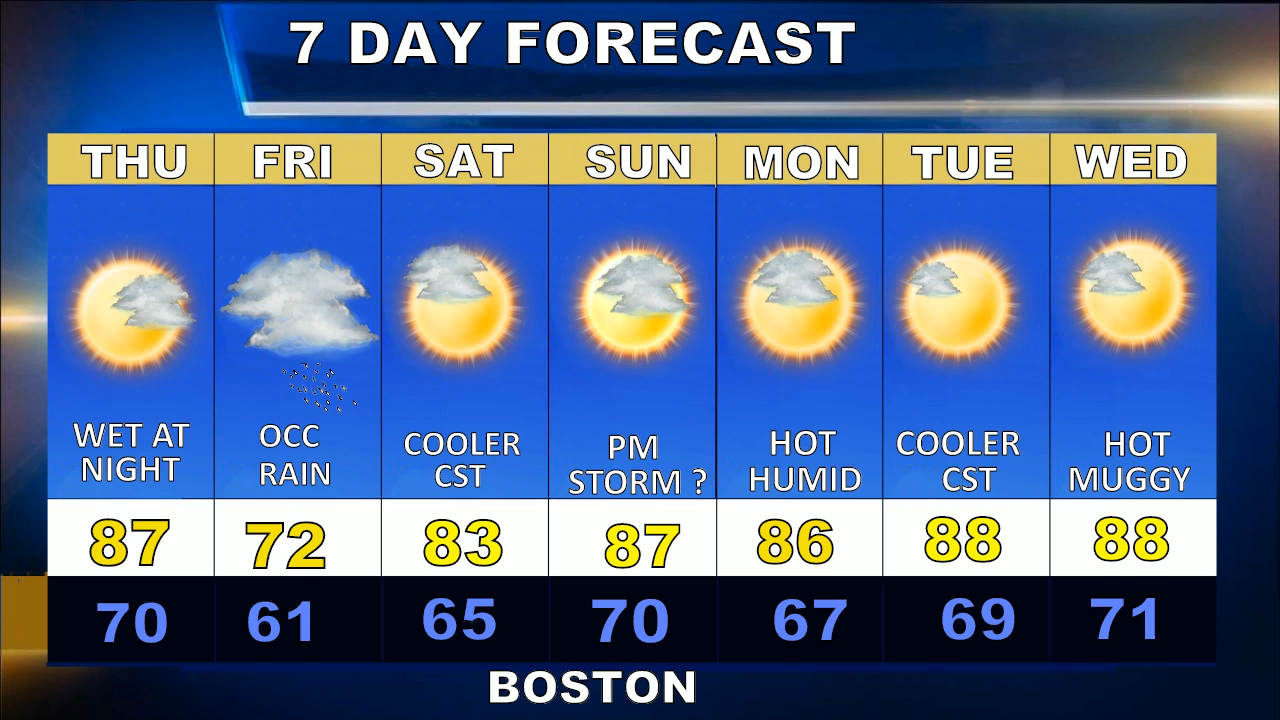 7 DAY FORECAST
THU FRI SAT SUN MON TUE WED
WET AT
NIGHT
OCC
RAIN
COOLER
CST
PM
STORM ?
HOT
HUMID
COOLER
CST
HOT
MUGGY
87 72 83 87 86 88 88
70 61 65 70 67 69 71
BOSTON